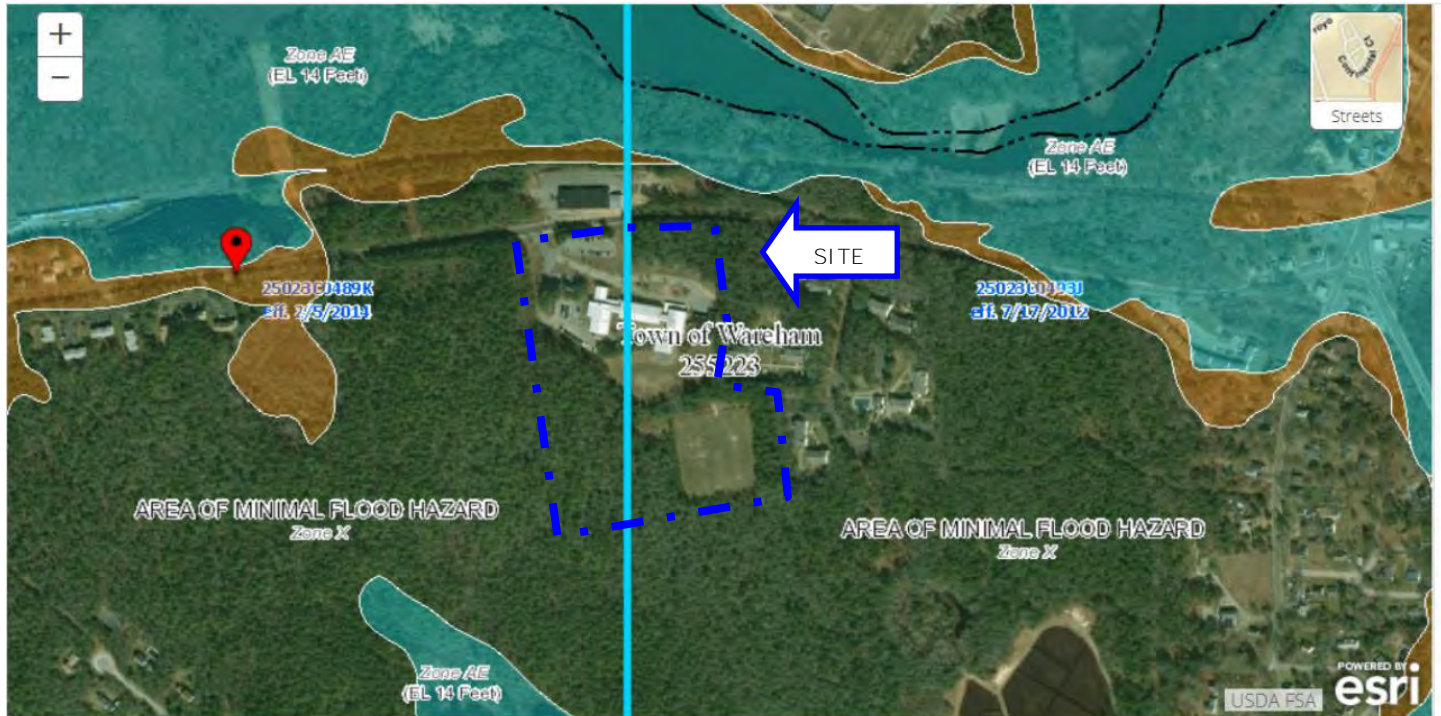 +
−
Zone AE
(EL 14 Feet)
Streets
Zone AE
(EL 14 Feet)
SITE
25023C0489K
eff. 2/5/2014
25023C0493J
eff. 7/17/2012
Town of Wareham
255223
AREA OF MINIMAL FLOOD HAZARD
Zone X
AREA OF MINIMAL FLOOD HAZARD
Zone X
Zone AE
(EL 14 Feet)
USDA FSA
POWERED BY
esri